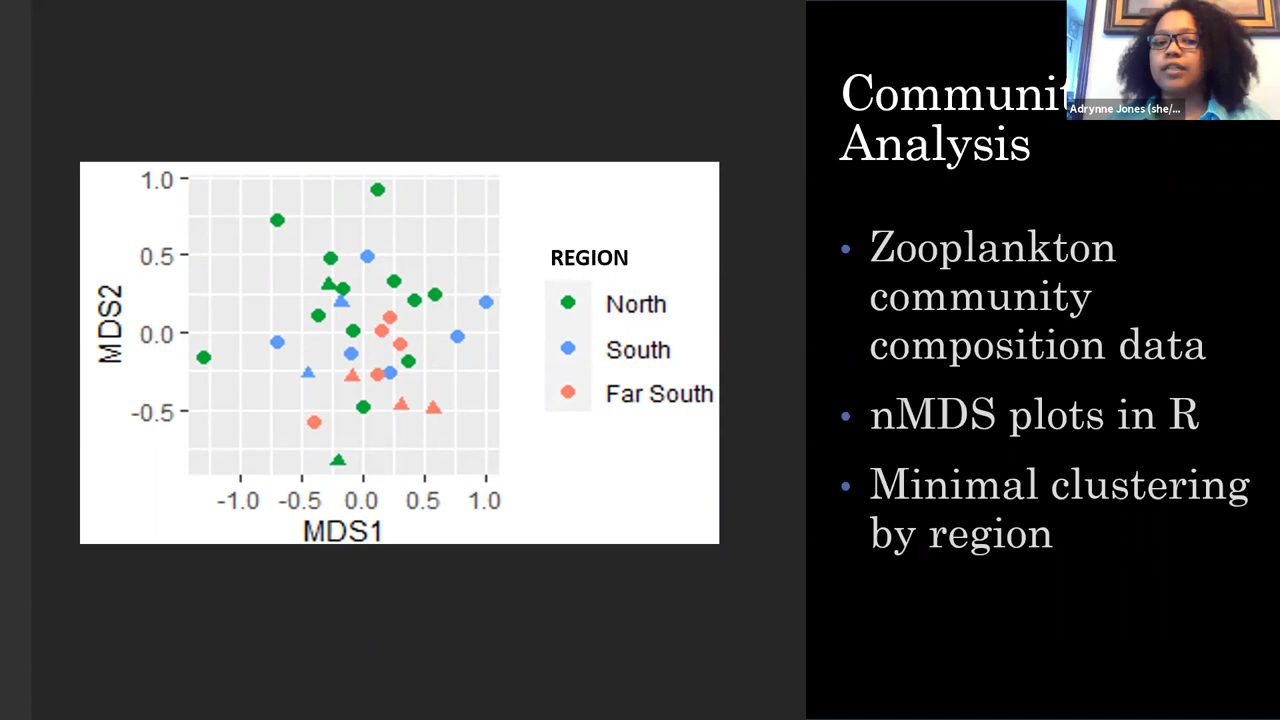 Communit
Analysis
Adrynne Jones (she/...
Zooplankton
community
composition data
nMDS plots in R
Minimal clustering
by region
1.0
0.5
0.0
-0.5
MDS2
-1.0 -0.5 0.0 0.5 1.0
MDS1
REGION
North
South
Far South